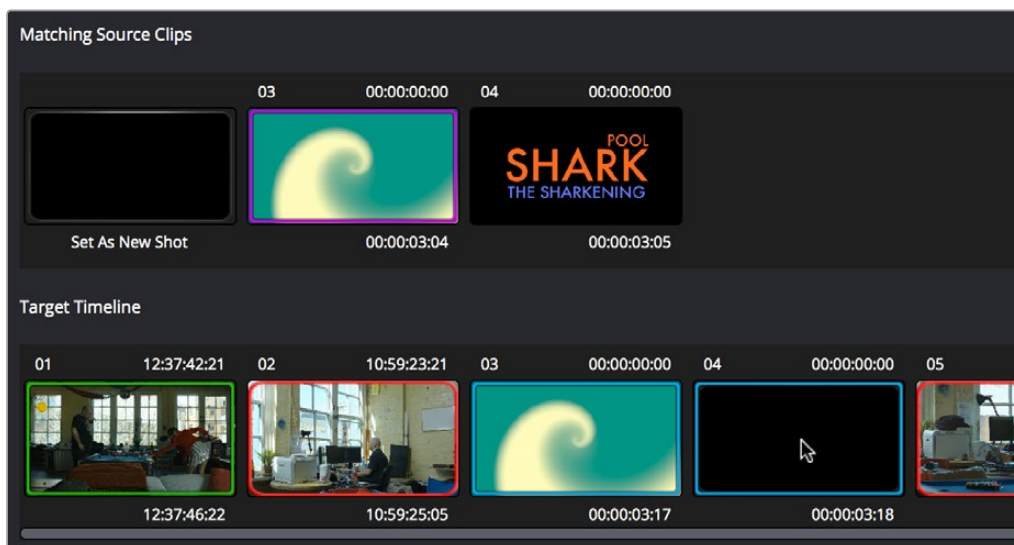 Matching Source Clips
03 00:00:00:00 04 00:00:00:00
POOL
SHARK
THE SHARKENING
Set As New Shot 00:00:03:04 00:00:03:05
Target Timeline
01 12:37:42:21 02 10:59:23:21 03 00:00:00:00 04 00:00:00:00 05
12:37:46:22 10:59:25:05 00:00:03:17 00:00:03:18